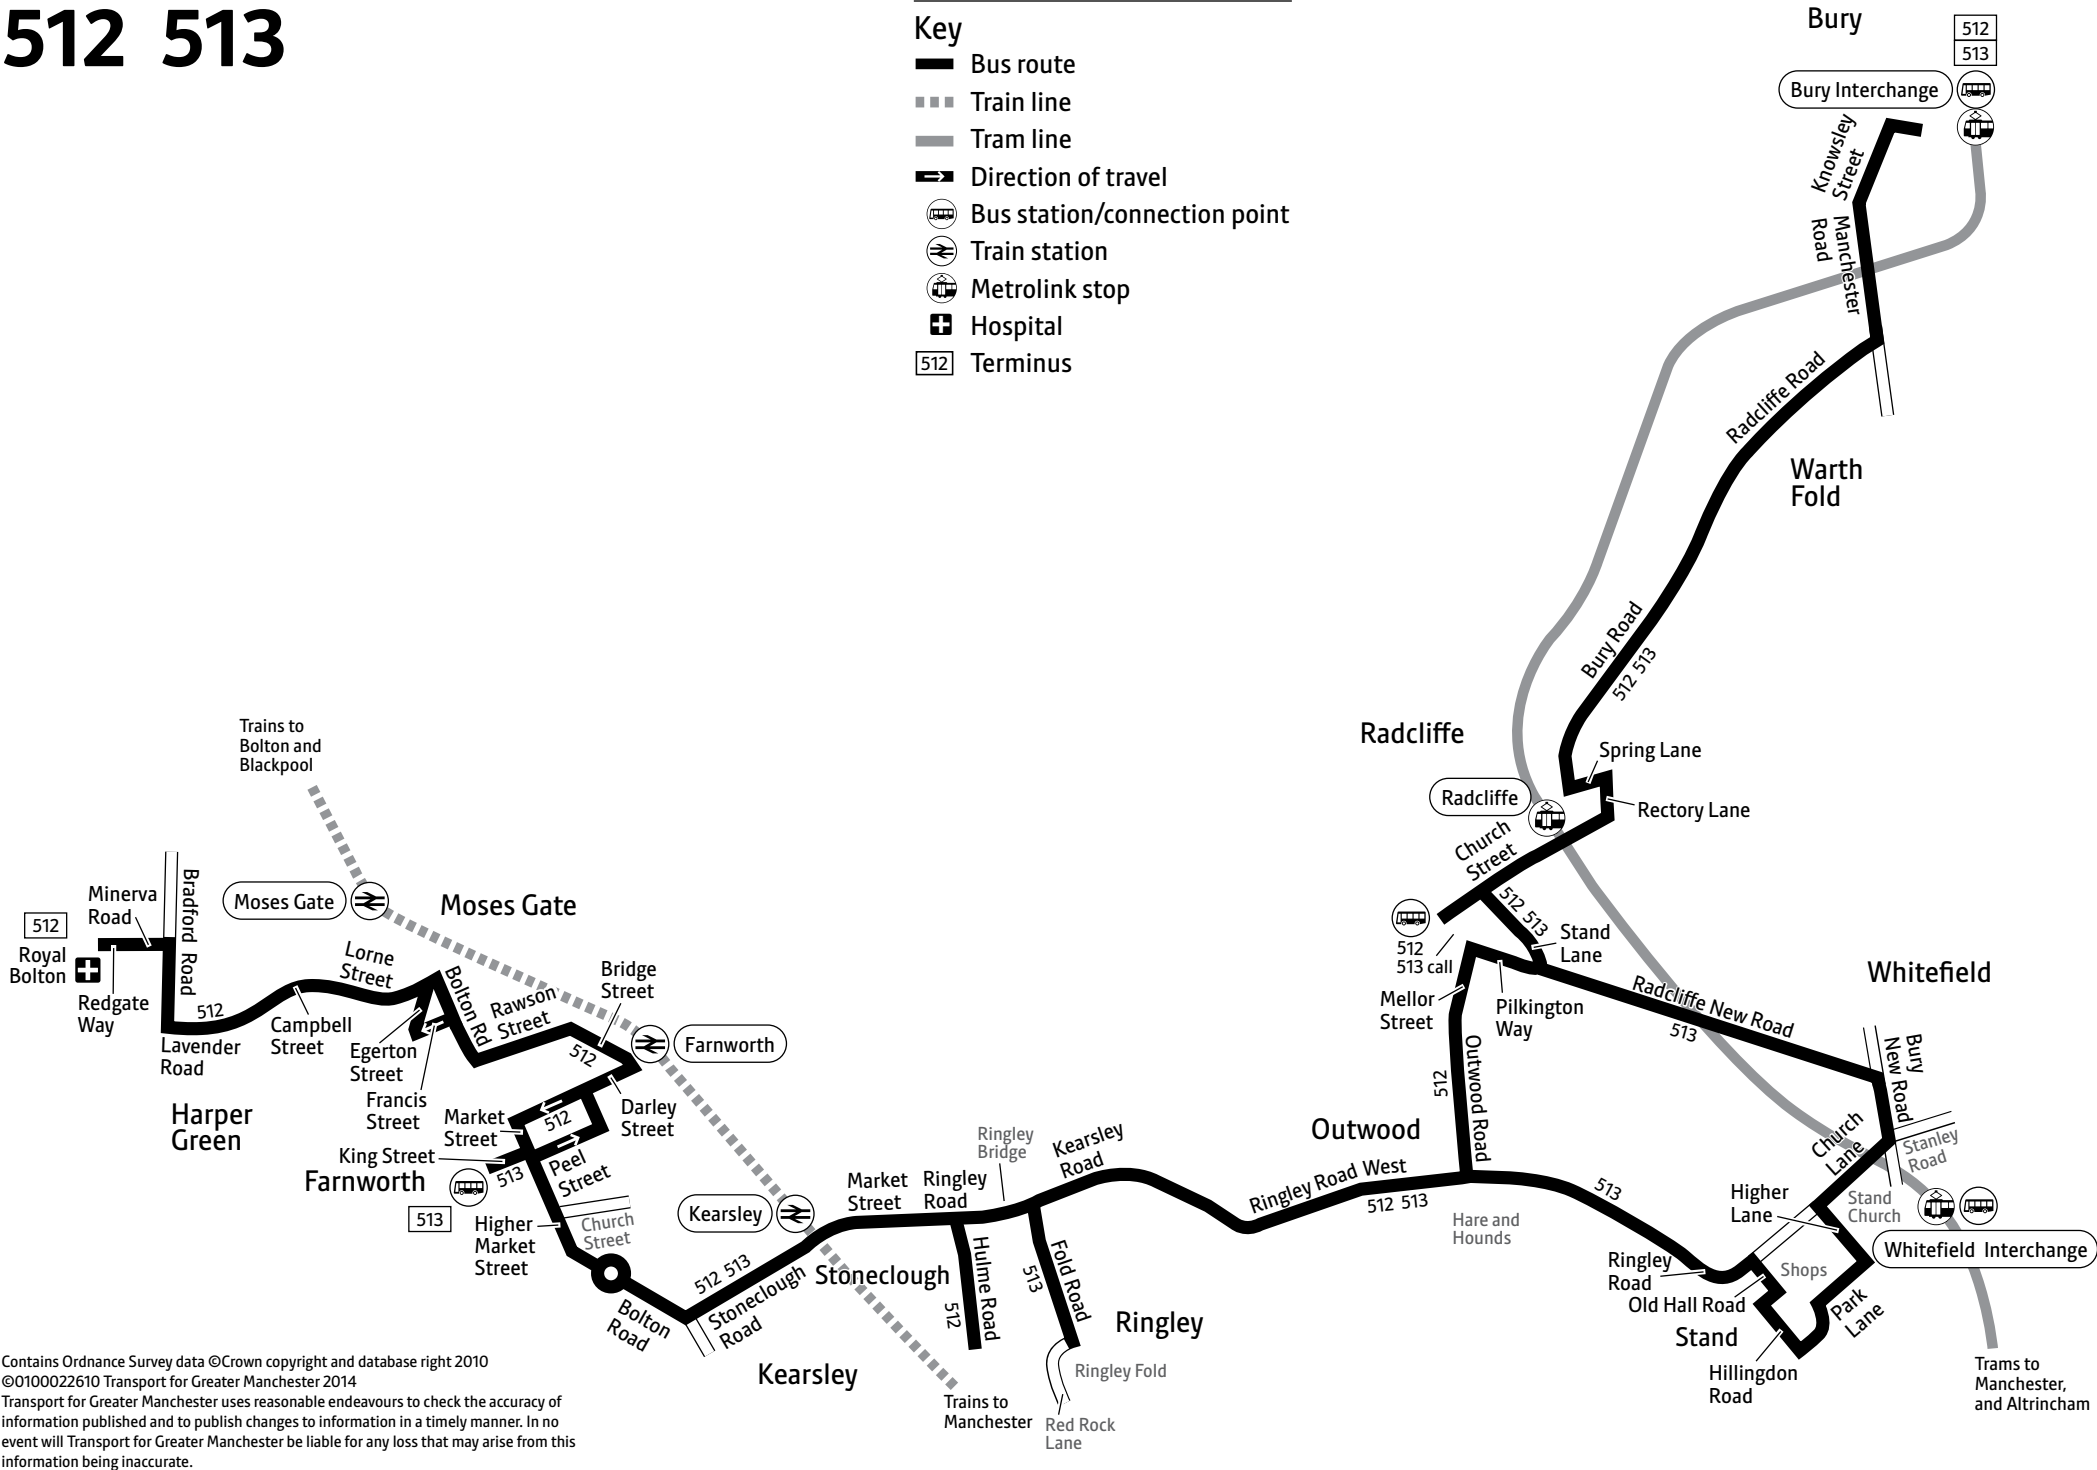 512 513
Key
Bus route
Train line
Tram line
Direction of travel
Bus station/connection point
Train station
Metrolink stop
Hospital
512 Terminus
Bury
512
513
Bury Interchange
Knowsley
Street
Manchester
Road
Radcliffe Road
Warth
Fold
Bury Road
512 513
Radcliffe
Spring Lane
Radcliffe
Rectory Lane
Church
Street
512 513
512
513 call
Stand
Lane
Mellor
Street
Pilkington
Way
Radcliffe New Road
513
Whitefield
Bury
New Road
Stanley
Road
Church
Lane
Higher
Lane
Stand
Church
Whitefield Interchange
Shops
Ringley
Road
Old Hall Road
Park
Lane
Stand
Hillingdon
Road
Trams to
Manchester,
and Altrincham
Outwood Road
512
Outwood
Ringley Road West
512 513
Hare and
Hounds
513
Trains to
Bolton and
Blackpool
Minerva
Road
Bradford Road
Moses Gate
Moses Gate
512
Royal
Bolton
Redgate
Way
512
Lavender
Road
Lorne
Street
Campbell
Street
Bolton Rd
Rawson
Street
Bridge
Street
Egerton
Street
512
Farnworth
Francis
Street
Harper
Green
Market
Street
512
Darley
Street
King Street
Farnworth
513
Peel
Street
513
Higher
Market
Street
Church
Street
Kearsley
Market
Street
Ringley
Road
Ringley
Bridge
Kearsley
Road
512 513
Stoneclough
Road
Stoneclough
Hulme Road
512
Fold Road
513
Bolton
Road
Ringley
Kearsley
Ringley Fold
Trains to
Manchester
Red Rock
Lane
Contains Ordnance Survey data ©Crown copyright and database right 2010
©0100022610 Transport for Greater Manchester 2014
Transport for Greater Manchester uses reasonable endeavours to check the accuracy of
information published and to publish changes to information in a timely manner. In no
event will Transport for Greater Manchester be liable for any loss that may arise from this
information being inaccurate.